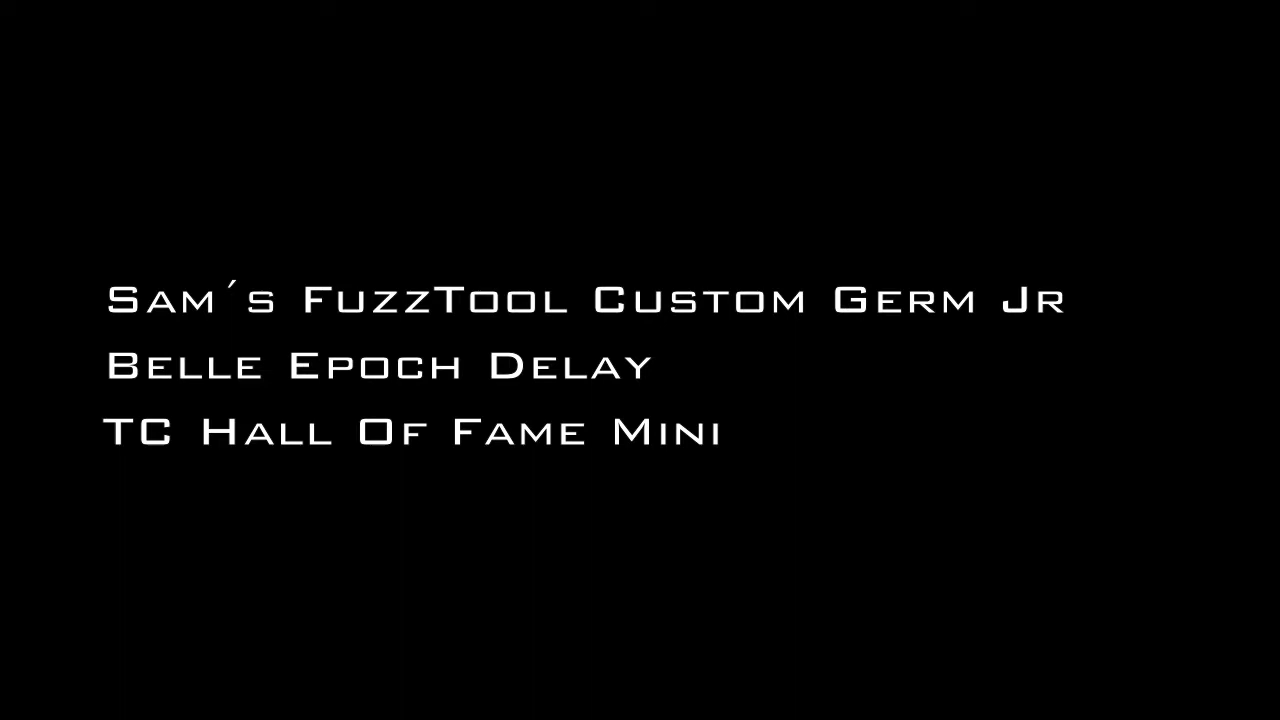 Sam´s FuzzTool Custom Germ Jr
Belle Epoch Delay
TC Hall Of Fame Mini